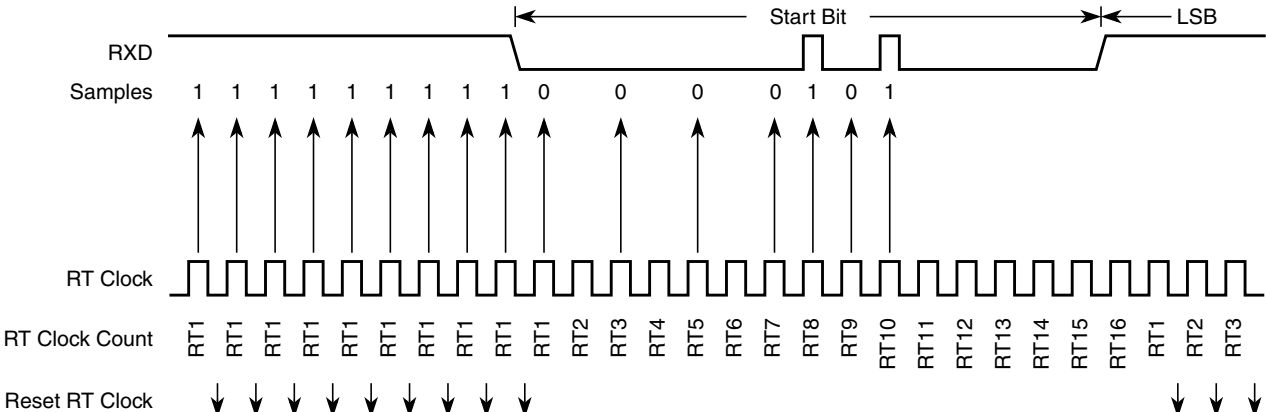 Start Bit LSB
RXD
Samples 1 1 1 1 1 1 1 1 1 0 0 0 0 1 0 1
RT Clock
RT Clock Count RT1 RT1 RT1 RT1 RT1 RT1 RT1 RT1 RT1 RT1 RT2 RT3 RT4 RT5 RT6 RT7 RT8 RT9 RT10 RT11 RT12 RT13 RT14 RT15 RT16 RT1 RT2 RT3
Reset RT Clock